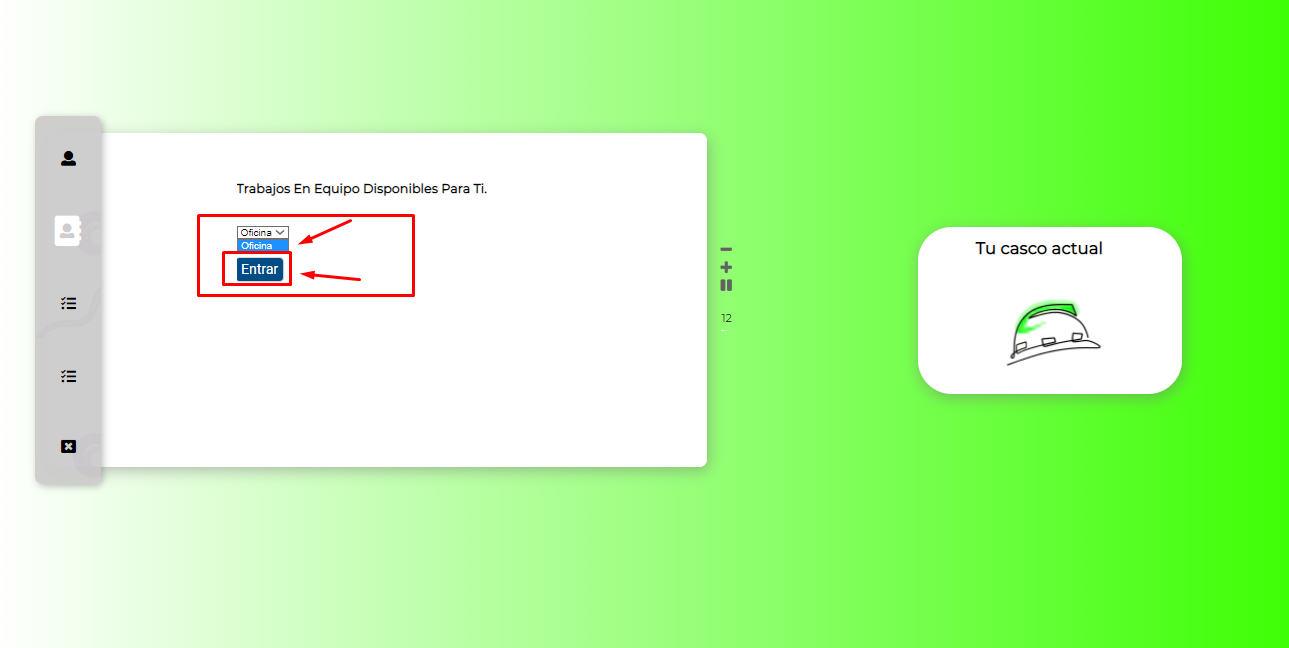 Trabajos En Equipo Disponibles Para Ti.
Oficina
Oficina
Entrar
12
Tu casco actual